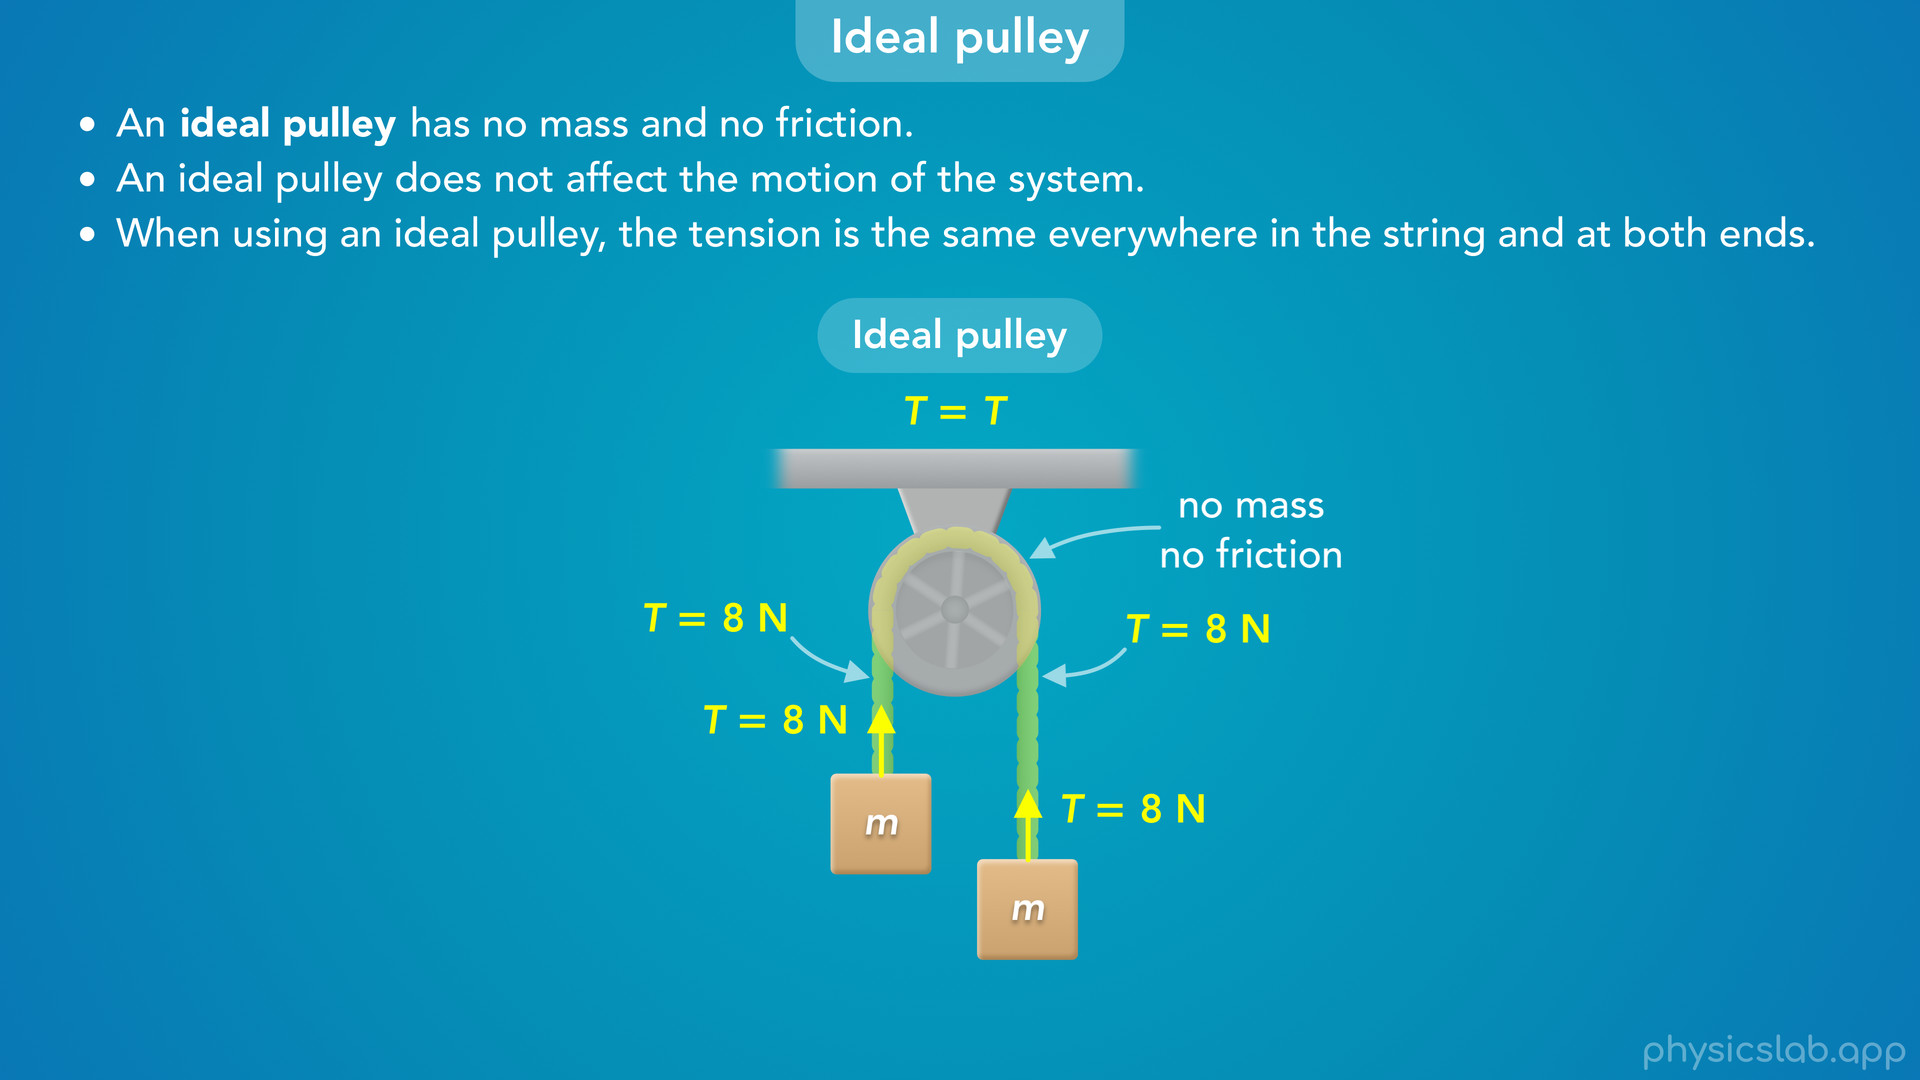 Ideal pulley
• An ideal pulley has no mass and no friction.
• An ideal pulley does not affect the motion of the system.
• When using an ideal pulley, the tension is the same everywhere in the string and at both ends.
Ideal pulley
T = T
no mass
no friction
T = 8 N
T = 8 N
T = 8 N
T = 8 N
m
m
physicslab.app